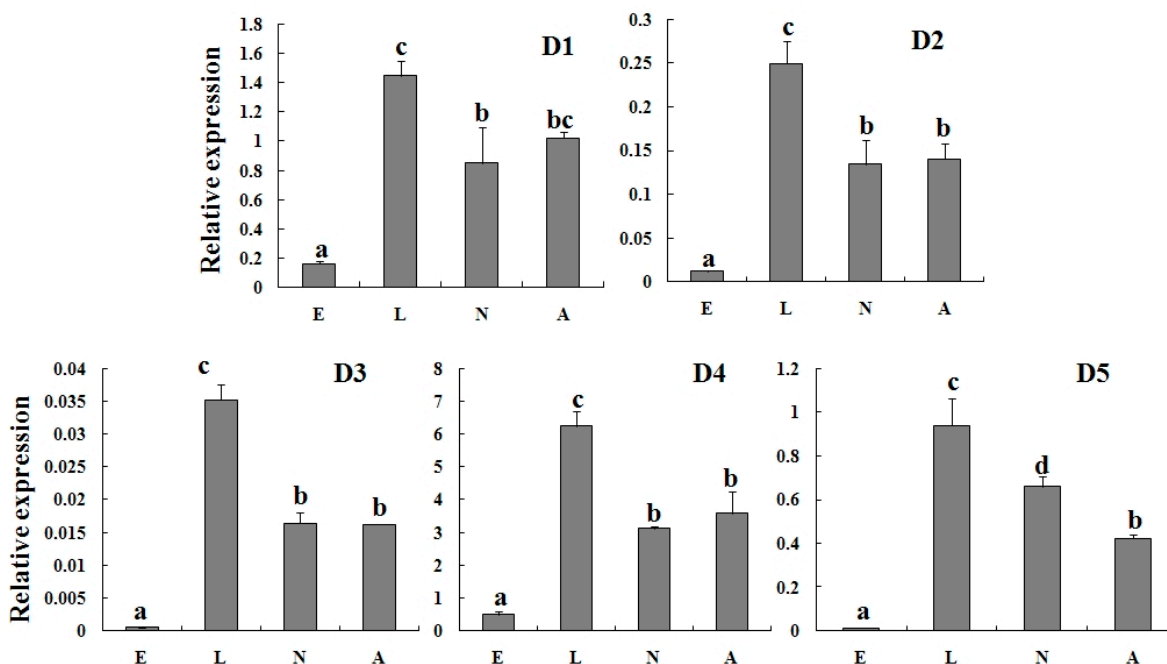 Relative expression
D1
1.8
1.6
1.4
1.2
1
0.8
0.6
0.4
0.2
0
a
c
b
bc
E L N A
D2
0.3
0.25
0.2
0.15
0.1
0.05
0
a
c
b
b
E L N A
Relative expression
D3
0.04
0.035
0.03
0.025
0.02
0.015
0.01
0.005
0
a
c
b
b
E L N A
D4
8
7
6
5
4
3
2
1
0
a
c
b
b
E L N A
D5
1.2
1
0.8
0.6
0.4
0.2
0
a
c
d
b
E L N A